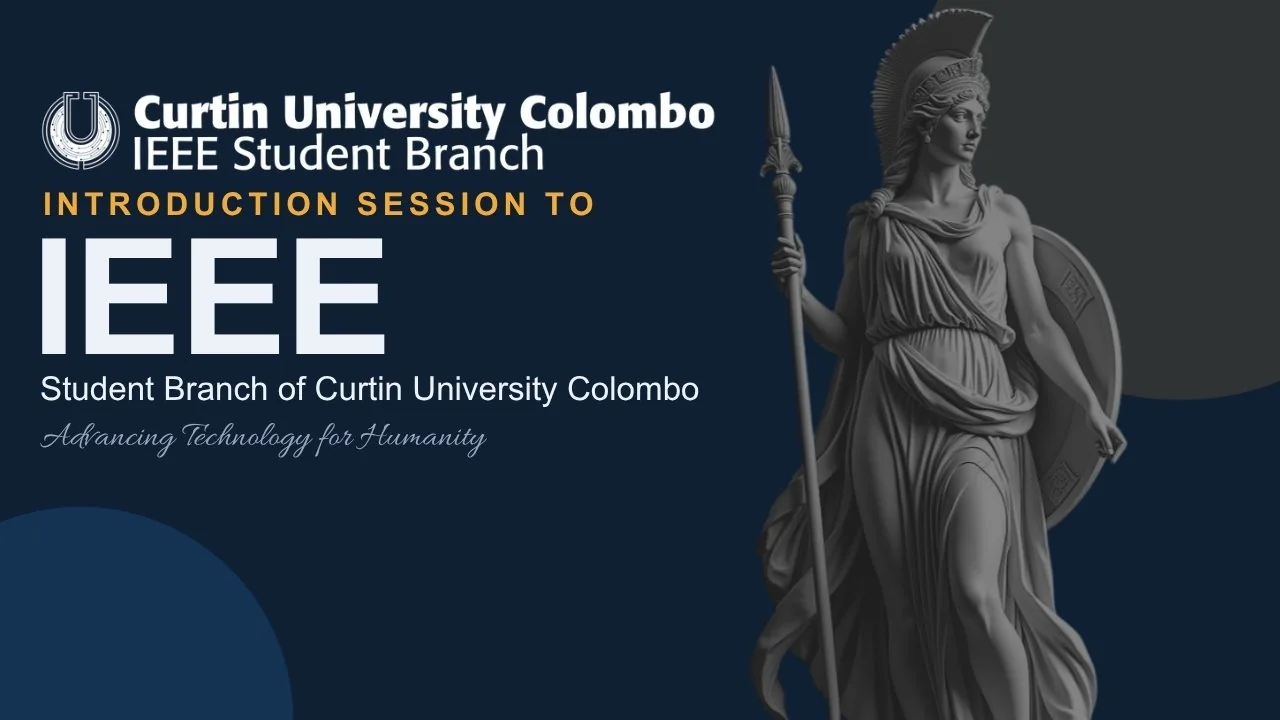 Curtin University Colombo
IEEE Student Branch
INTRODUCTION SESSION TO
IEEE
Student Branch of Curtin University Colombo
Advancing Technology for Humanity